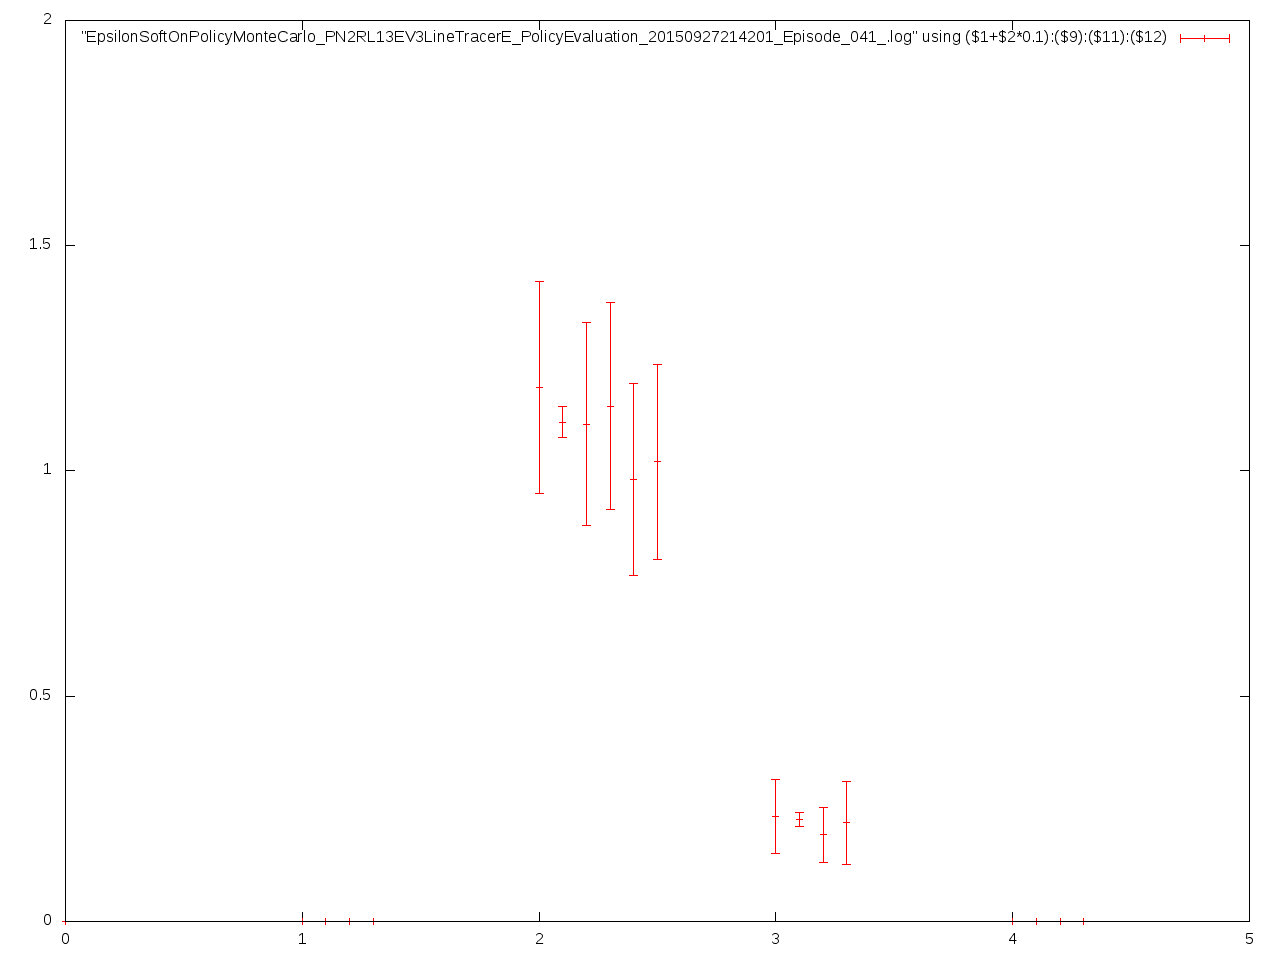 2
"EpsilonSoftOnPolicyMonteCarlo_PN2RL13EV3LineTracerE_PolicyEvaluation_20150927214201_Episode_041_.log" using ($1+$2*0.1):($9):($11):($12)
1.5
1
0.5
0
0 1 2 3 4 5